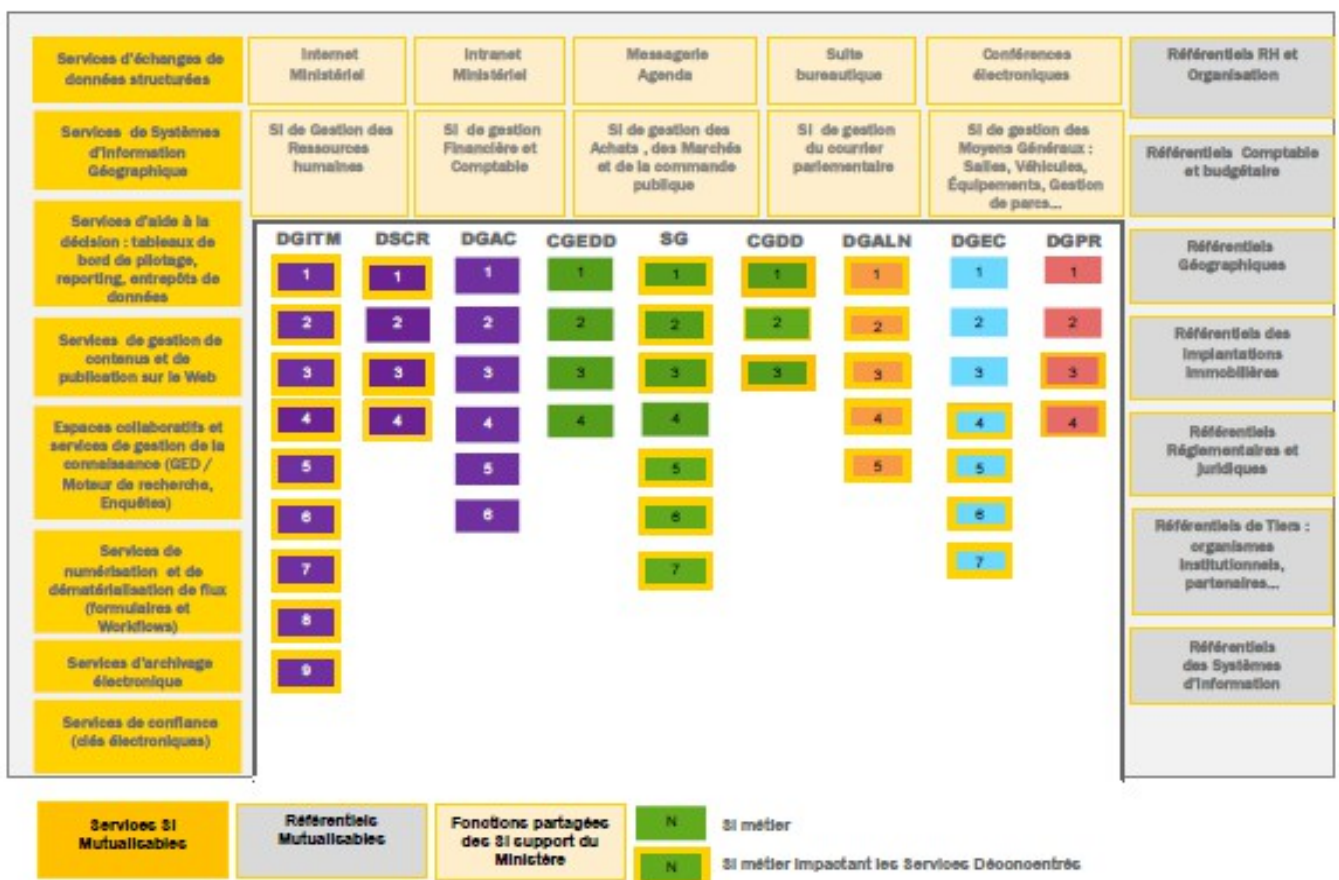 Services d'échanges de
données structurées
Internet
Ministériel
Intranet
Ministériel
Messagerie
Agenda
Suite
bureautique
Conférences
électroniques
Référentiels RH et
Organisation
Services de Systèmes
d'Information
Géographique
SI de Gestion des
Ressources
humaines
SI de gestion
Financière et
Comptable
SI de gestion des
Achats , des Marchés
et de la commande
publique
SI de gestion
du courrier
parlementaire
SI de gestion des
Moyens Généraux :
Salles, Véhicules,
Équipements, Gestion
de parcs...
Référentiels Comptable
et budgétaire
Services d'aide à la
décision : tableaux de
bord de pilotage,
reporting, entrepôts de
données
Services de gestion de
contenus et de
publication sur le Web
Espaces collaboratifs et
services de gestion de la
connaissance (GED /
Moteur de recherche,
Enquêtes)
Services de
numérisation et de
dématérialisation de flux
(formulaires et
Workflows)
Services d'archivage
électronique
Services de confiance
(clés électroniques)
DGITM DSCR DGAC CGEDD SG CGDD DGALN DGEC DGPR
1 1 1 1 1 1 1 1 1
2 2 2 2 2 2 2 2 2
3 3 3 3 3 3 3 3 3
4 4 4 4 4 4 4 4
5 5 5 5 5
6 6 6 6
7 7 7
8
9
Référentiels
Géographiques
Référentiels des
Implantations
Immobilières
Référentiels
Réglementaires et
juridiques
Référentiels de Tiers :
organismes
institutionnels,
partenaires...
Référentiels
des Systèmes
d'Information
Services SI
Mutualisables
Référentiels
Mutualisables
Fonctions partagées
des SI support du
Ministère
N SI métier
N SI métier impactant les Services Déconcentrés